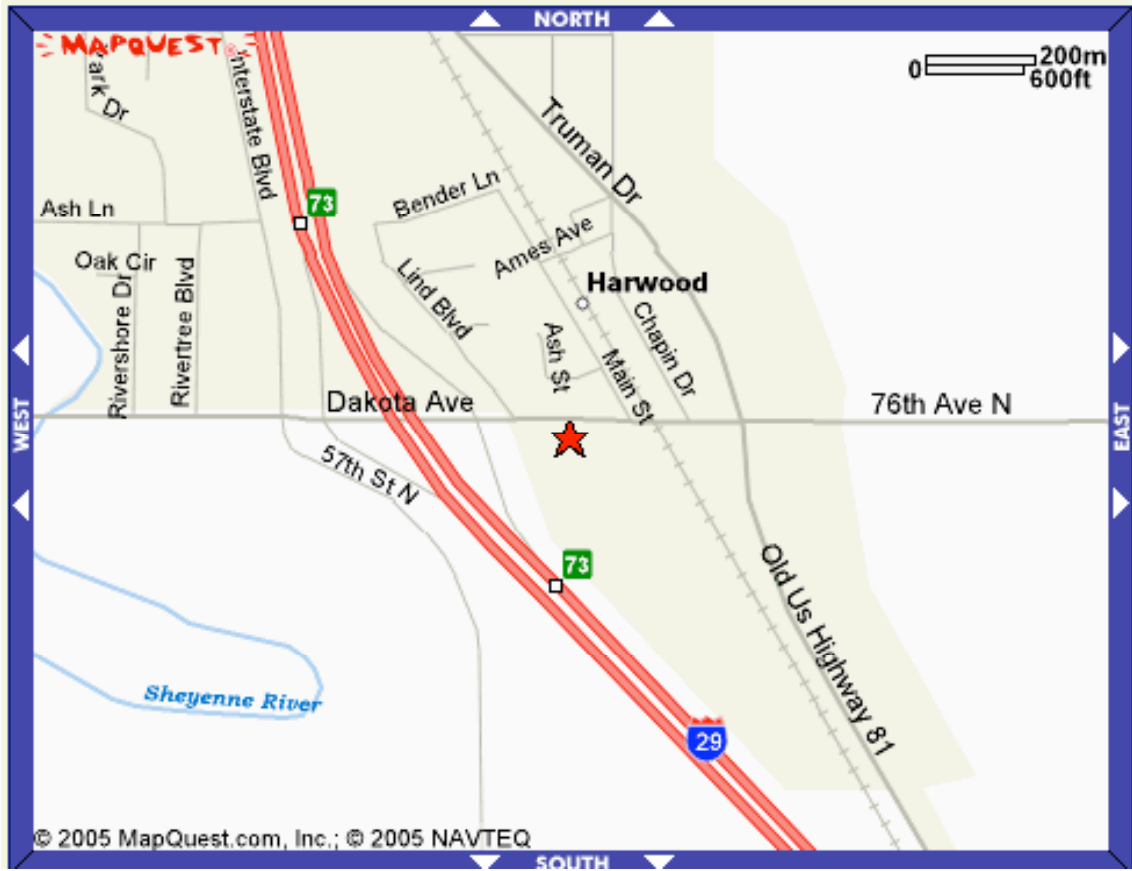 NORTH
MAPQUEST
0
200m
600ft
Park Dr
Interstate Blvd
Truman Dr
73
Bender Ln
Ash Ln
Ames Ave
Oak Cir
Harwood
Rivershore Dr
Rivertree Blvd
Lind Blvd
Ash St
Main St
Chapin Dr
WEST
EAST
Dakota Ave
76th Ave N
57th St N
73
Old Us Highway 81
Sheyenne River
29
© 2005 MapQuest.com, Inc.; © 2005 NAVTEQ
SOUTH